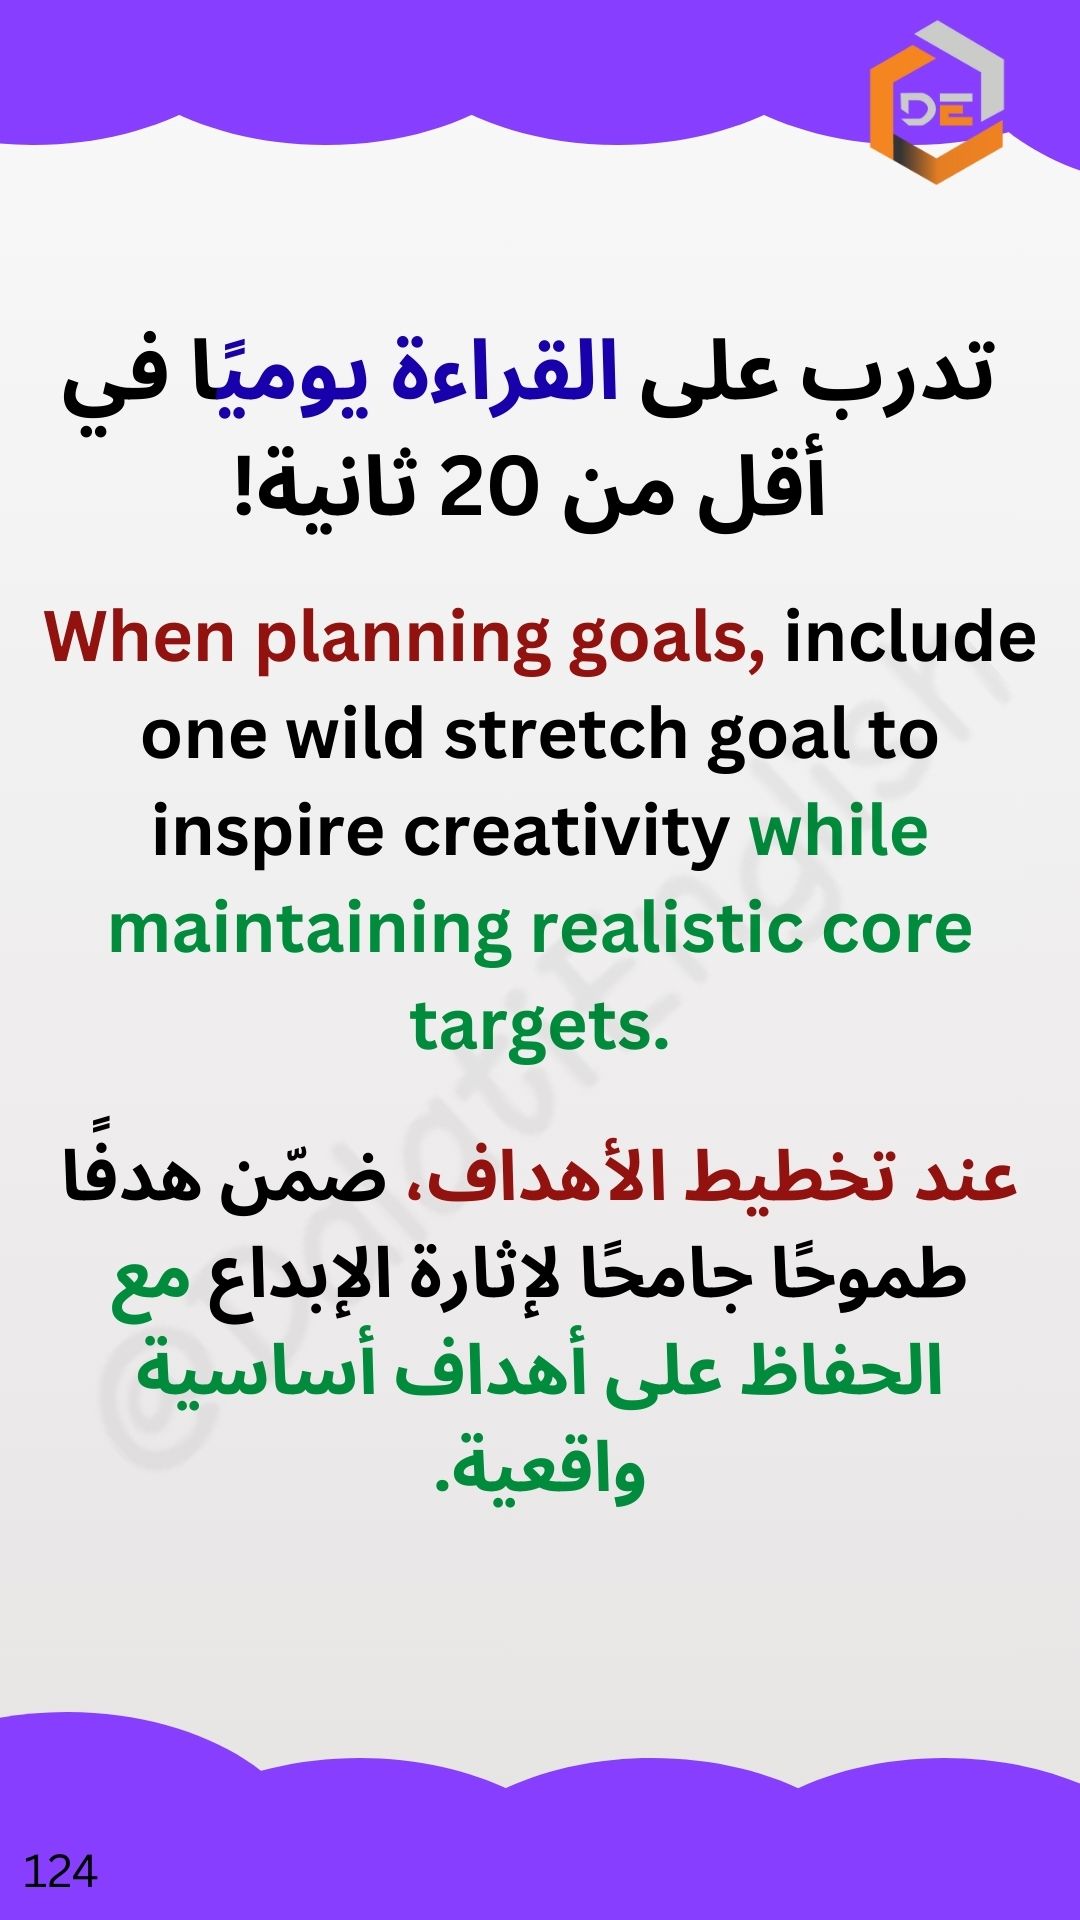 DE
تدرب على القراءة يوميًا في
أقل من 20 ثانية!
When planning goals, include
one wild stretch goal to
inspire creativity while
maintaining realistic core
targets.
عند تخطيط الأهداف، ضمّن هدفًا
طموحًا جامحًا لإثارة الإبداع مع
الحفاظ على أهداف أساسية
واقعية.
@DalatEnglish
124